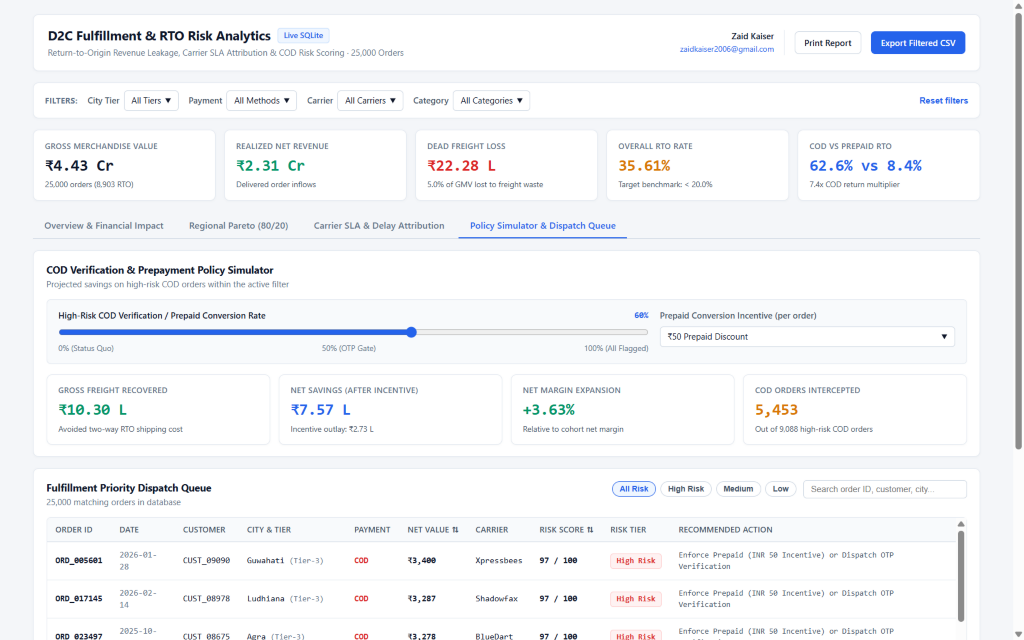 D2C Fulfillment & RTO Risk Analytics Live SQLite
Return-to-Origin Revenue Leakage, Carrier SLA Attribution & COD Risk Scoring · 25,000 Orders
Zaid Kaiser
zaidkaiser2006@gmail.com
Print Report
Export Filtered CSV
FILTERS: City Tier All Tiers ▼ Payment All Methods ▼ Carrier All Carriers ▼ Category All Categories ▼ Reset filters
GROSS MERCHANDISE VALUE
₹4.43 Cr
25,000 orders (8,903 RTO)
REALIZED NET REVENUE
₹2.31 Cr
Delivered order inflows
DEAD FREIGHT LOSS
₹22.28 L
5.0% of GMV lost to freight waste
OVERALL RTO RATE
35.61%
Target benchmark: < 20.0%
COD VS PREPAID RTO
62.6% vs 8.4%
7.4x COD return multiplier
Overview & Financial Impact Regional Pareto (80/20) Carrier SLA & Delay Attribution Policy Simulator & Dispatch Queue
COD Verification & Prepayment Policy Simulator
Projected savings on high-risk COD orders within the active filter
High-Risk COD Verification / Prepaid Conversion Rate 60%
0% (Status Quo) 50% (OTP Gate) 100% (All Flagged)
Prepaid Conversion Incentive (per order)
₹50 Prepaid Discount ▼
GROSS FREIGHT RECOVERED
₹10.30 L
Avoided two-way RTO shipping cost
NET SAVINGS (AFTER INCENTIVE)
₹7.57 L
Incentive outlay: ₹2.73 L
NET MARGIN EXPANSION
+3.63%
Relative to cohort net margin
COD ORDERS INTERCEPTED
5,453
Out of 9,088 high-risk COD orders
Fulfillment Priority Dispatch Queue
25,000 matching orders in database
All Risk High Risk Medium Low Search order ID, customer, city...
ORDER ID DATE CUSTOMER CITY & TIER PAYMENT NET VALUE ⇅ CARRIER RISK SCORE ⇅ RISK TIER RECOMMENDED ACTION
ORD_005601 2026-01-28 CUST_09090 Guwahati (Tier-3) COD ₹3,400 Xpressbees 97 / 100 High Risk Enforce Prepaid (INR 50 Incentive) or Dispatch OTP Verification
ORD_017145 2026-02-14 CUST_08978 Ludhiana (Tier-3) COD ₹3,287 Shadowfax 97 / 100 High Risk Enforce Prepaid (INR 50 Incentive) or Dispatch OTP Verification
ORD_023497 2025-10- CUST_08675 Agra (Tier-3) COD ₹3,278 BlueDart 97 / 100 High Risk Enforce Prepaid (INR 50 Incentive) or Dispatch OTP